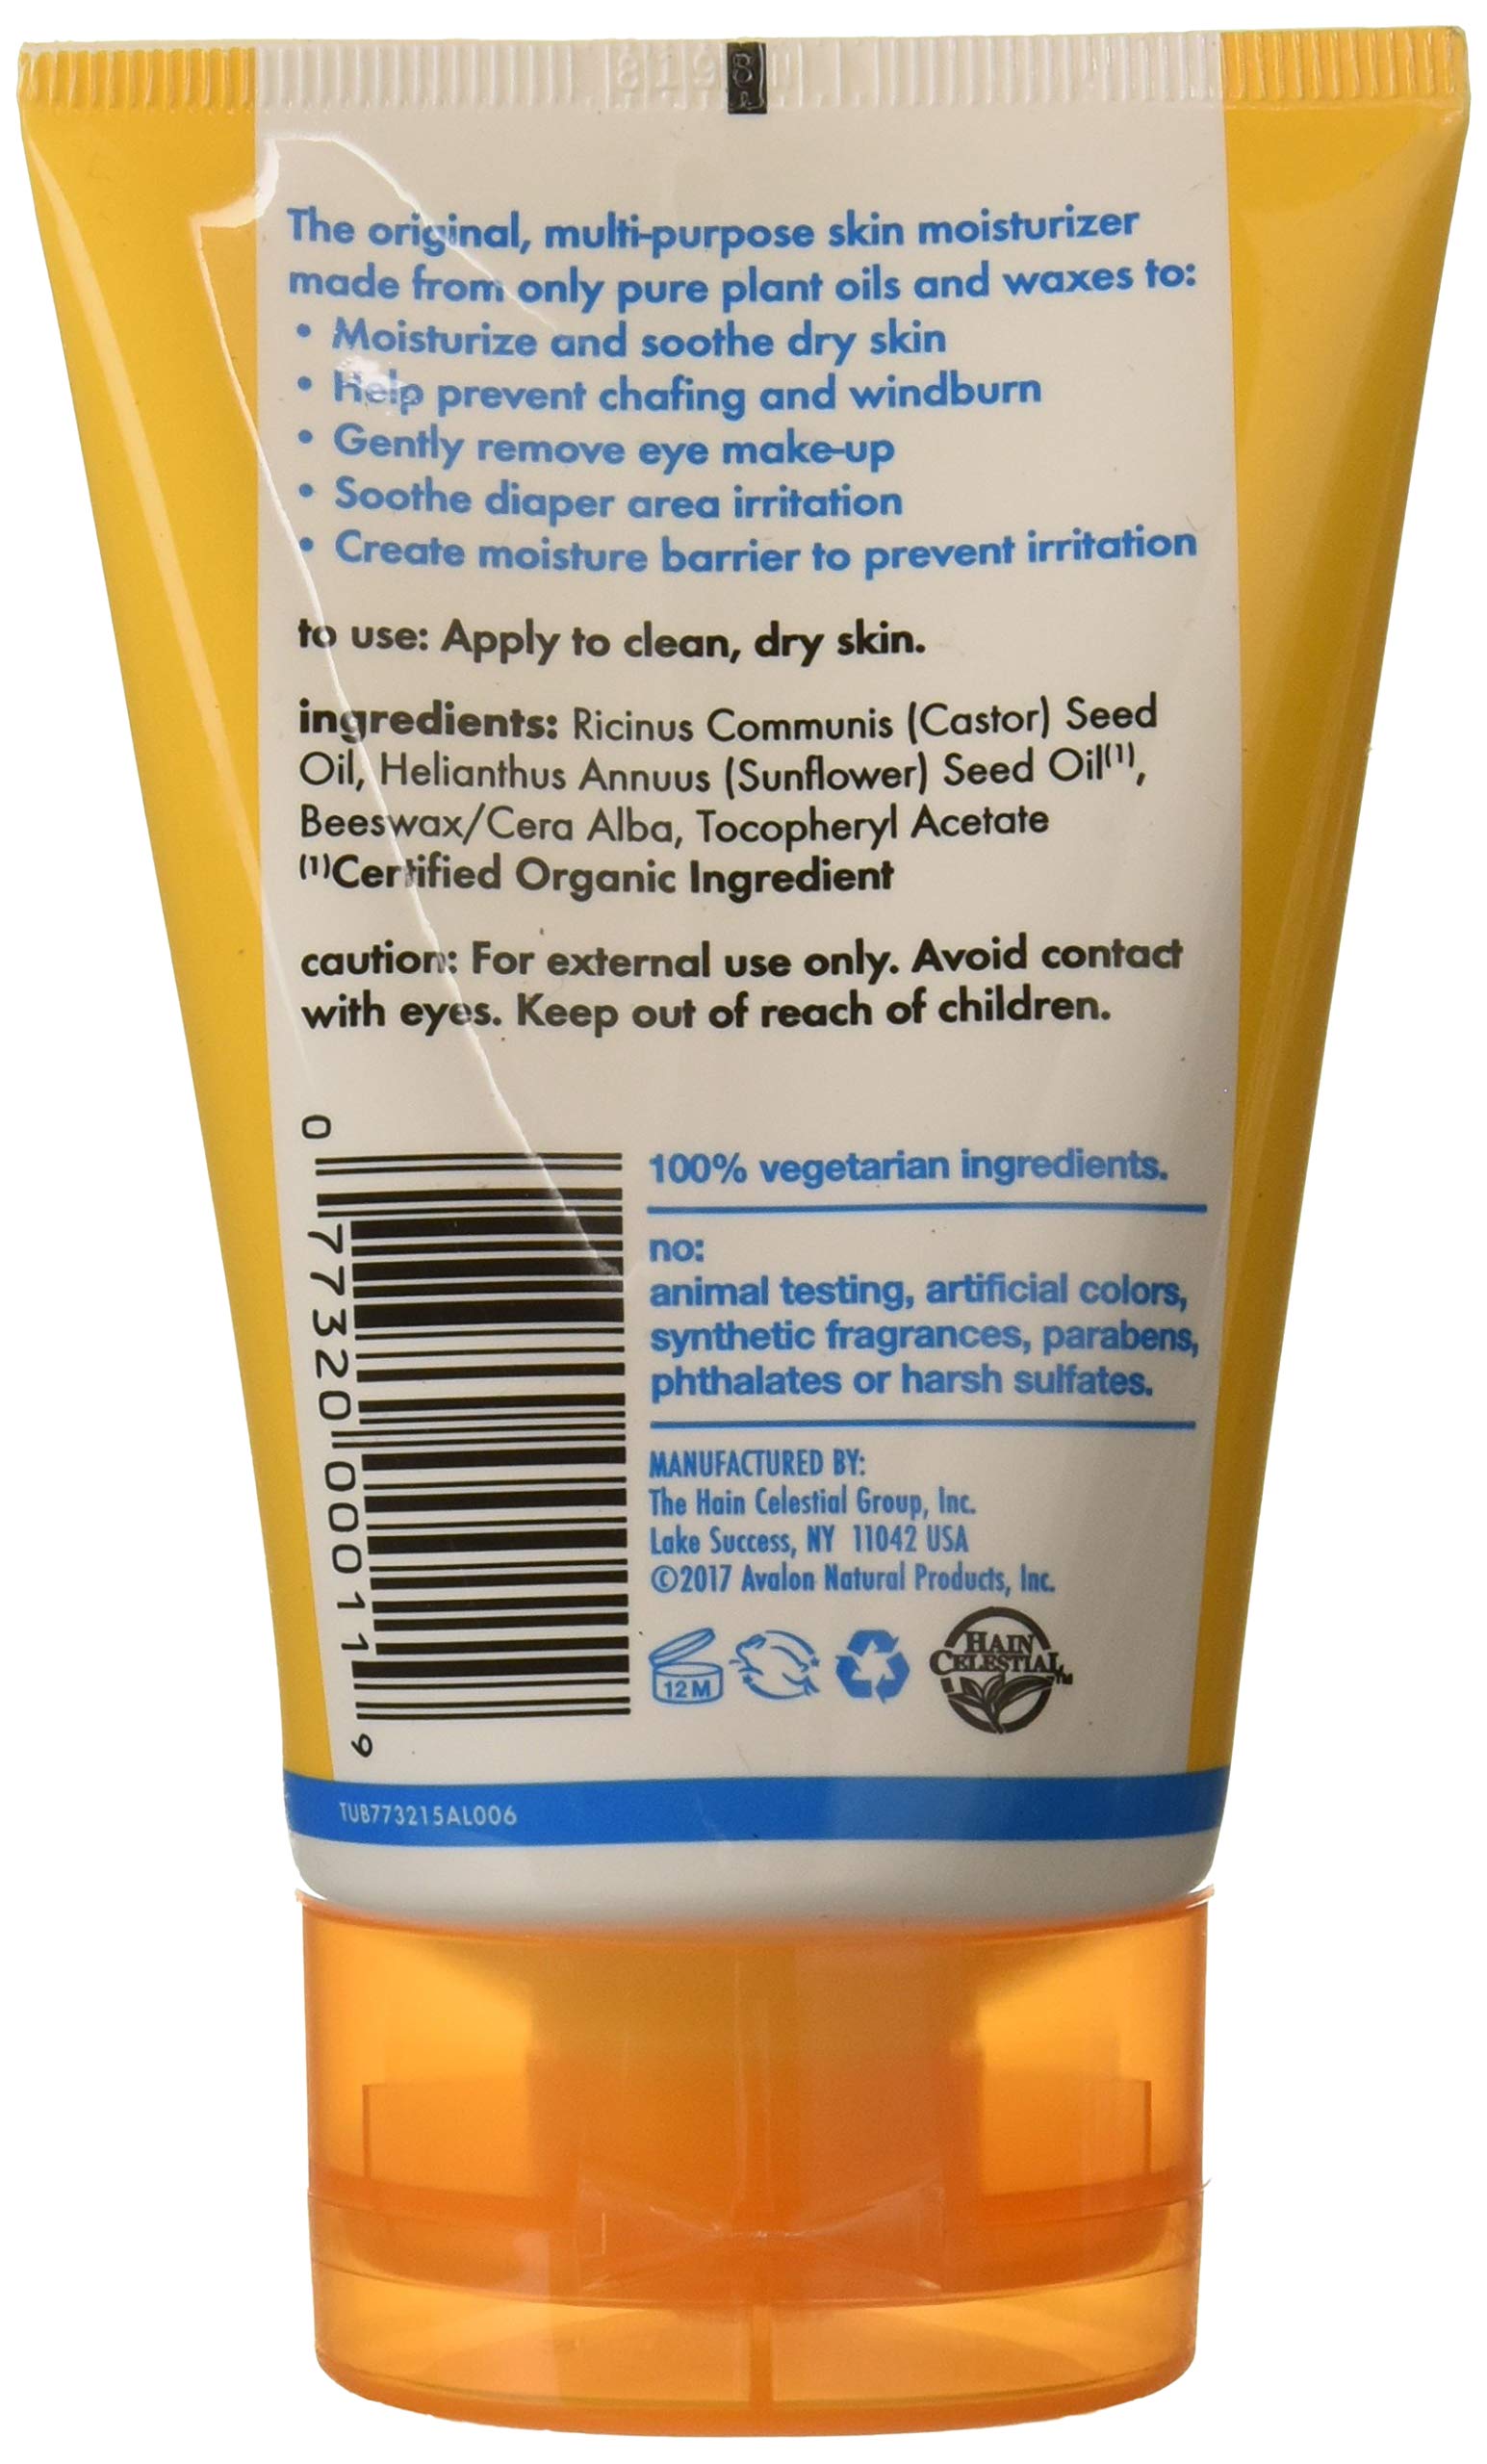 The original, multi-purpose skin moisturizer
made from only pure plant oils and waxes to:
• Moisturize and soothe dry skin
• Help prevent chafing and windburn
• Gently remove eye make-up
• Soothe diaper area irritation
• Create moisture barrier to prevent irritation
to use: Apply to clean, dry skin.
ingredients: Ricinus Communis (Castor) Seed
Oil, Helianthus Annuus (Sunflower) Seed Oil(1),
Beeswax/Cera Alba, Tocopheryl Acetate
(1)Certified Organic Ingredient
caution: For external use only. Avoid contact
with eyes. Keep out of reach of children.
0 77320 00011 9
100% vegetarian ingredients.
no:
animal testing, artificial colors,
synthetic fragrances, parabens,
phthalates or harsh sulfates.
MANUFACTURED BY:
The Hain Celestial Group, Inc.
Lake Success, NY 11042 USA
©2017 Avalon Natural Products, Inc.
12M
HAIN
CELESTIAL™
TUB773215AL006